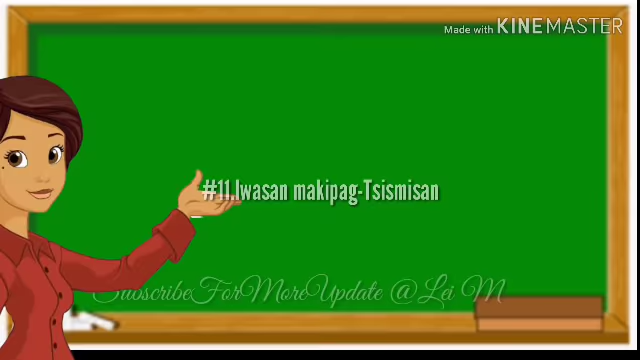 Made with KINEMASTER
#11.Iwasan makipag-Tsismisan
SubscribeForMoreUpdate @Lei M